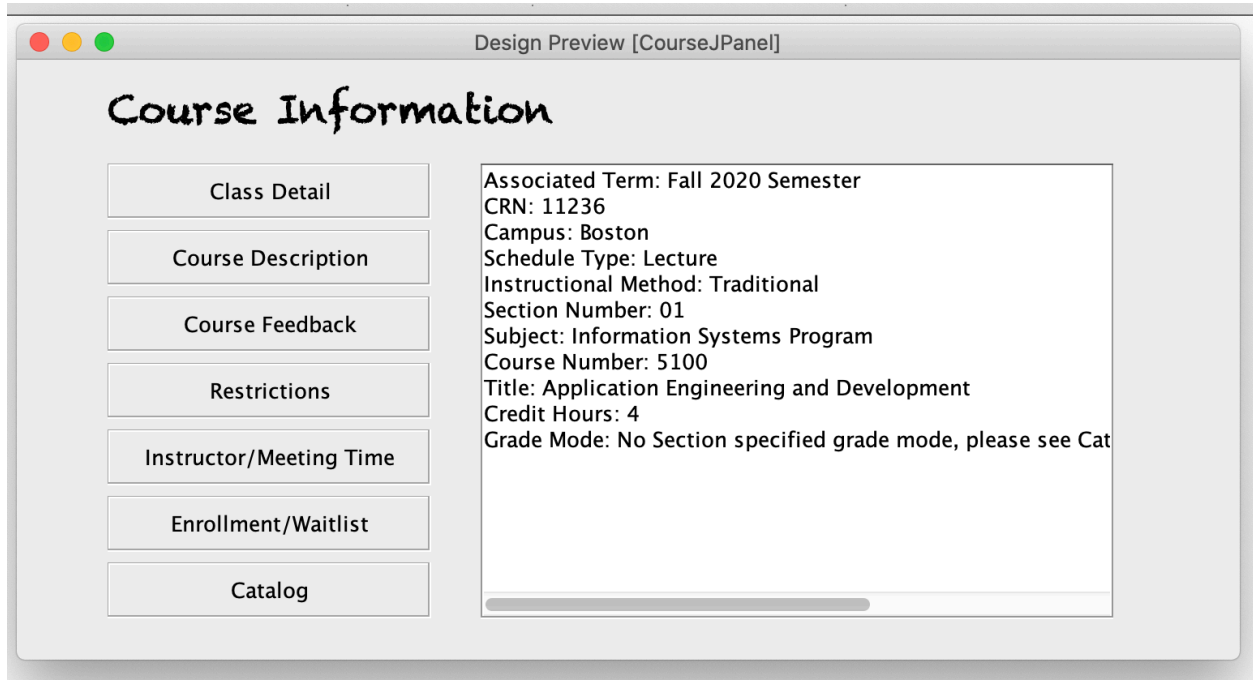 Design Preview [CourseJPanel]
Course Information
Class Detail
Course Description
Course Feedback
Restrictions
Instructor/Meeting Time
Enrollment/Waitlist
Catalog
Associated Term: Fall 2020 Semester
CRN: 11236
Campus: Boston
Schedule Type: Lecture
Instructional Method: Traditional
Section Number: 01
Subject: Information Systems Program
Course Number: 5100
Title: Application Engineering and Development
Credit Hours: 4
Grade Mode: No Section specified grade mode, please see Cat